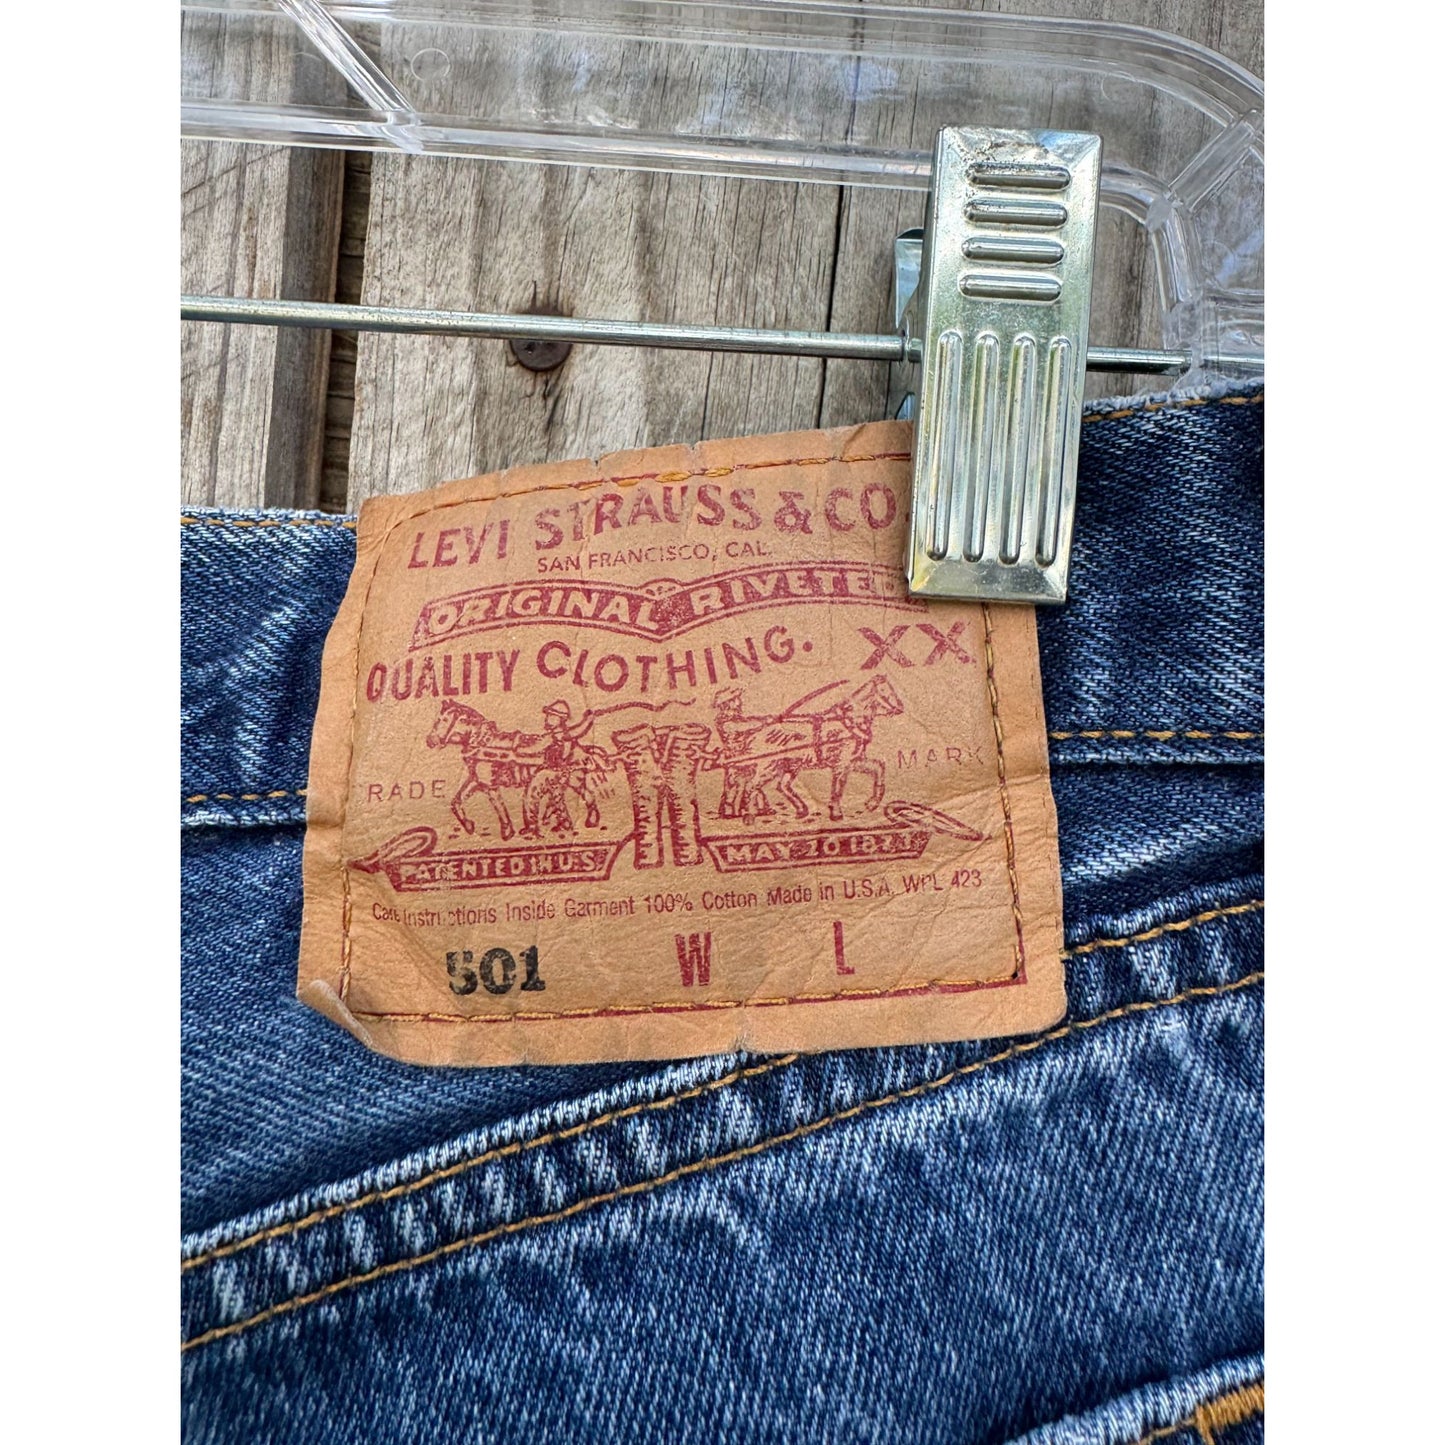 LEVI STRAUSS & CO.
SAN FRANCISCO, CAL.
ORIGINAL RIVETED
QUALITY CLOTHING. XX
TRADE MARK
PATENTED IN U.S. MAY 20 1873
Care Instructions Inside Garment 100% Cotton Made in U.S.A. WPL 423
501 W L